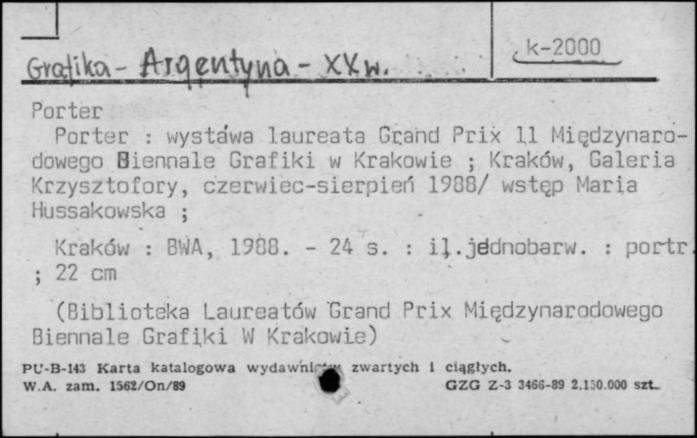 k-2000
Grafika - Argentyna - XX w.
Porter
Porter : wystawa laureata Grand Prix 11 Międzynaro-
dowego Biennale Grafiki w Krakowie ; Kraków, Galeria
Krzysztofory, czerwiec-sierpień 1988/ wstęp Maria
Hussakowska ;
Kraków : BWA, 1988. - 24 s. : il.jednobarw. : portr.
; 22 cm
(Biblioteka Laureatów Grand Prix Międzynarodowego
Biennale Grafiki W Krakowie)
PU-B-143 Karta katalogowa wydawnictw zwartych i ciągłych.
W.A. zam. 1562/On/89 GZG Z-3 3466-89 2.130.000 szt.